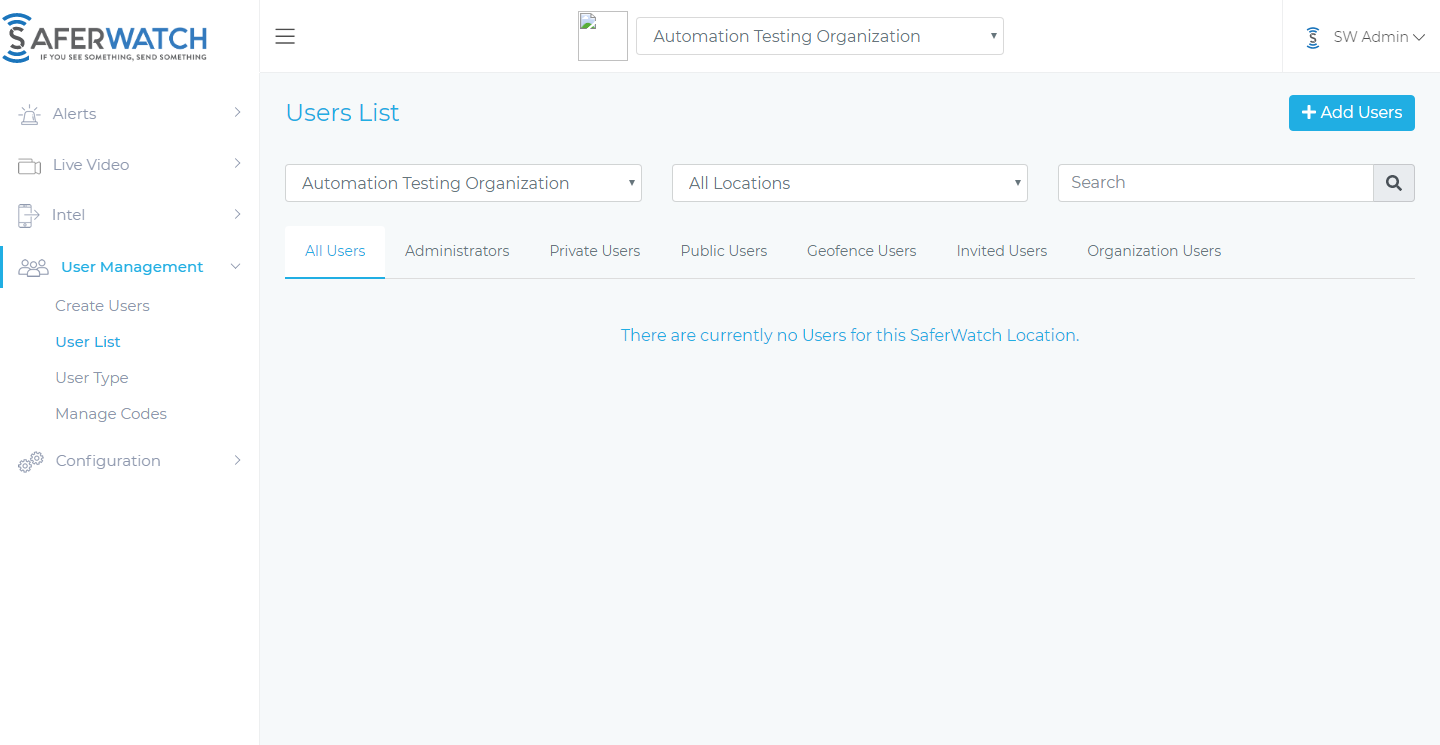 SAFERWATCH
IF YOU SEE SOMETHING, SEND SOMETHING
Automation Testing Organization
SW Admin
Alerts
Live Video
Intel
User Management
Create Users
User List
User Type
Manage Codes
Configuration
Users List
Add Users
Automation Testing Organization
All Locations
Search
All Users Administrators Private Users Public Users Geofence Users Invited Users Organization Users
There are currently no Users for this SaferWatch Location.